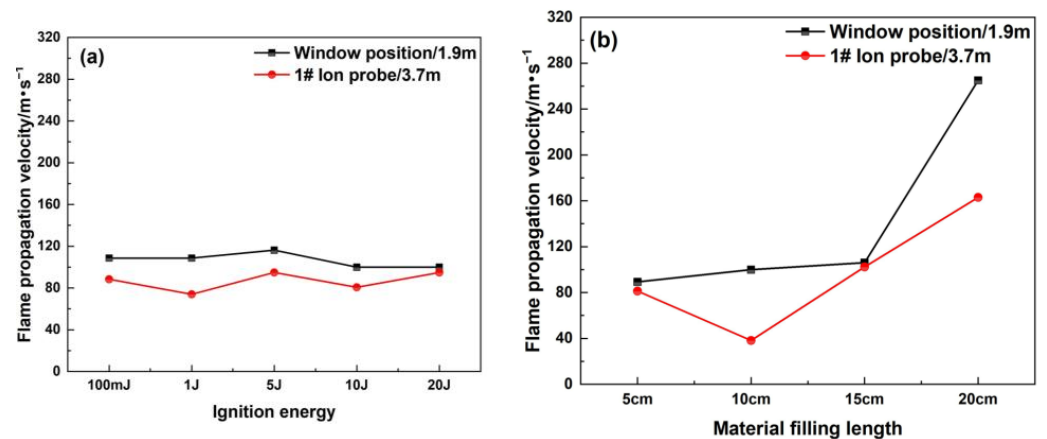 (a)
Window position/1.9m
1# Ion probe/3.7m
Flame propagation velocity/m•s⁻¹
320
280
240
200
160
120
80
40
0
100mJ 1J 5J 10J 20J
Ignition energy
(b)
Window position/1.9m
1# Ion probe/3.7m
Flame propagation velocity/m•s⁻¹
320
280
240
200
160
120
80
40
0
5cm 10cm 15cm 20cm
Material filling length